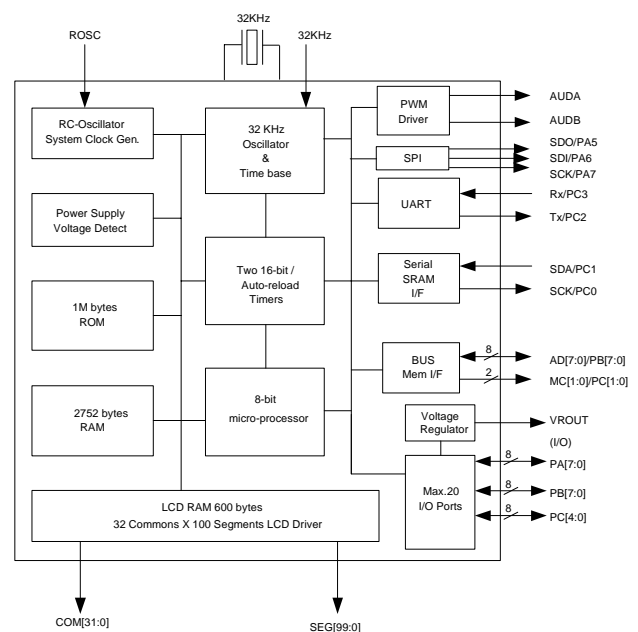 32KHz
ROSC
32KHz
RC-Oscillator
System Clock Gen.
32 KHz
Oscillator
&
Time base
PWM
Driver
AUDA
AUDB
SPI
SDO/PA5
SDI/PA6
SCK/PA7
UART
Rx/PC3
Tx/PC2
Power Supply
Voltage Detect
Two 16-bit /
Auto-reload
Timers
Serial
SRAM
I/F
SDA/PC1
SCK/PC0
1M bytes
ROM
BUS
Mem I/F
8
AD[7:0]/PB[7:0]
2
MC[1:0]/PC[1:0]
2752 bytes
RAM
8-bit
micro-processor
Voltage
Regulator
VROUT
(I/O)
Max.20
I/O Ports
8
PA[7:0]
8
PB[7:0]
8
PC[4:0]
LCD RAM 600 bytes
32 Commons X 100 Segments LCD Driver
COM[31:0]
SEG[99:0]